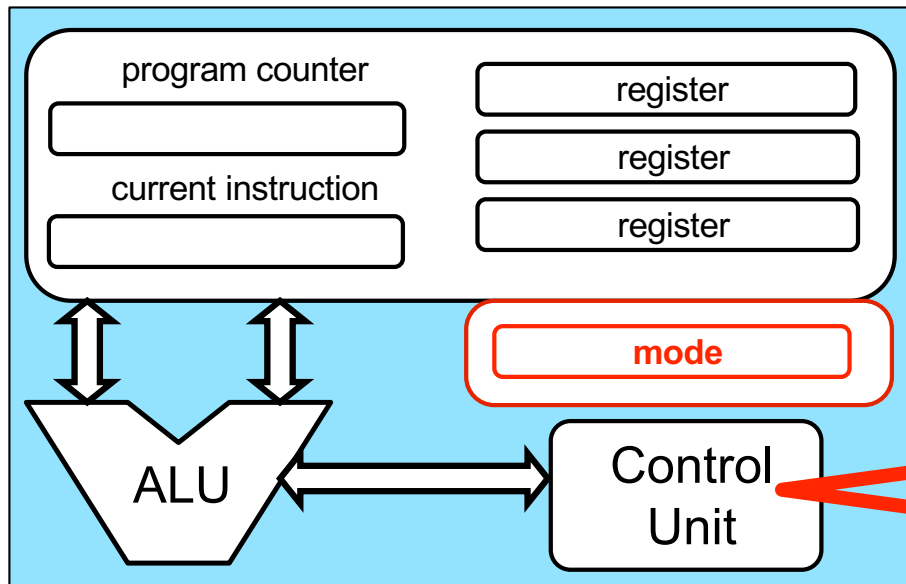 program counter
register
register
current instruction
register
mode
ALU
Control
Unit